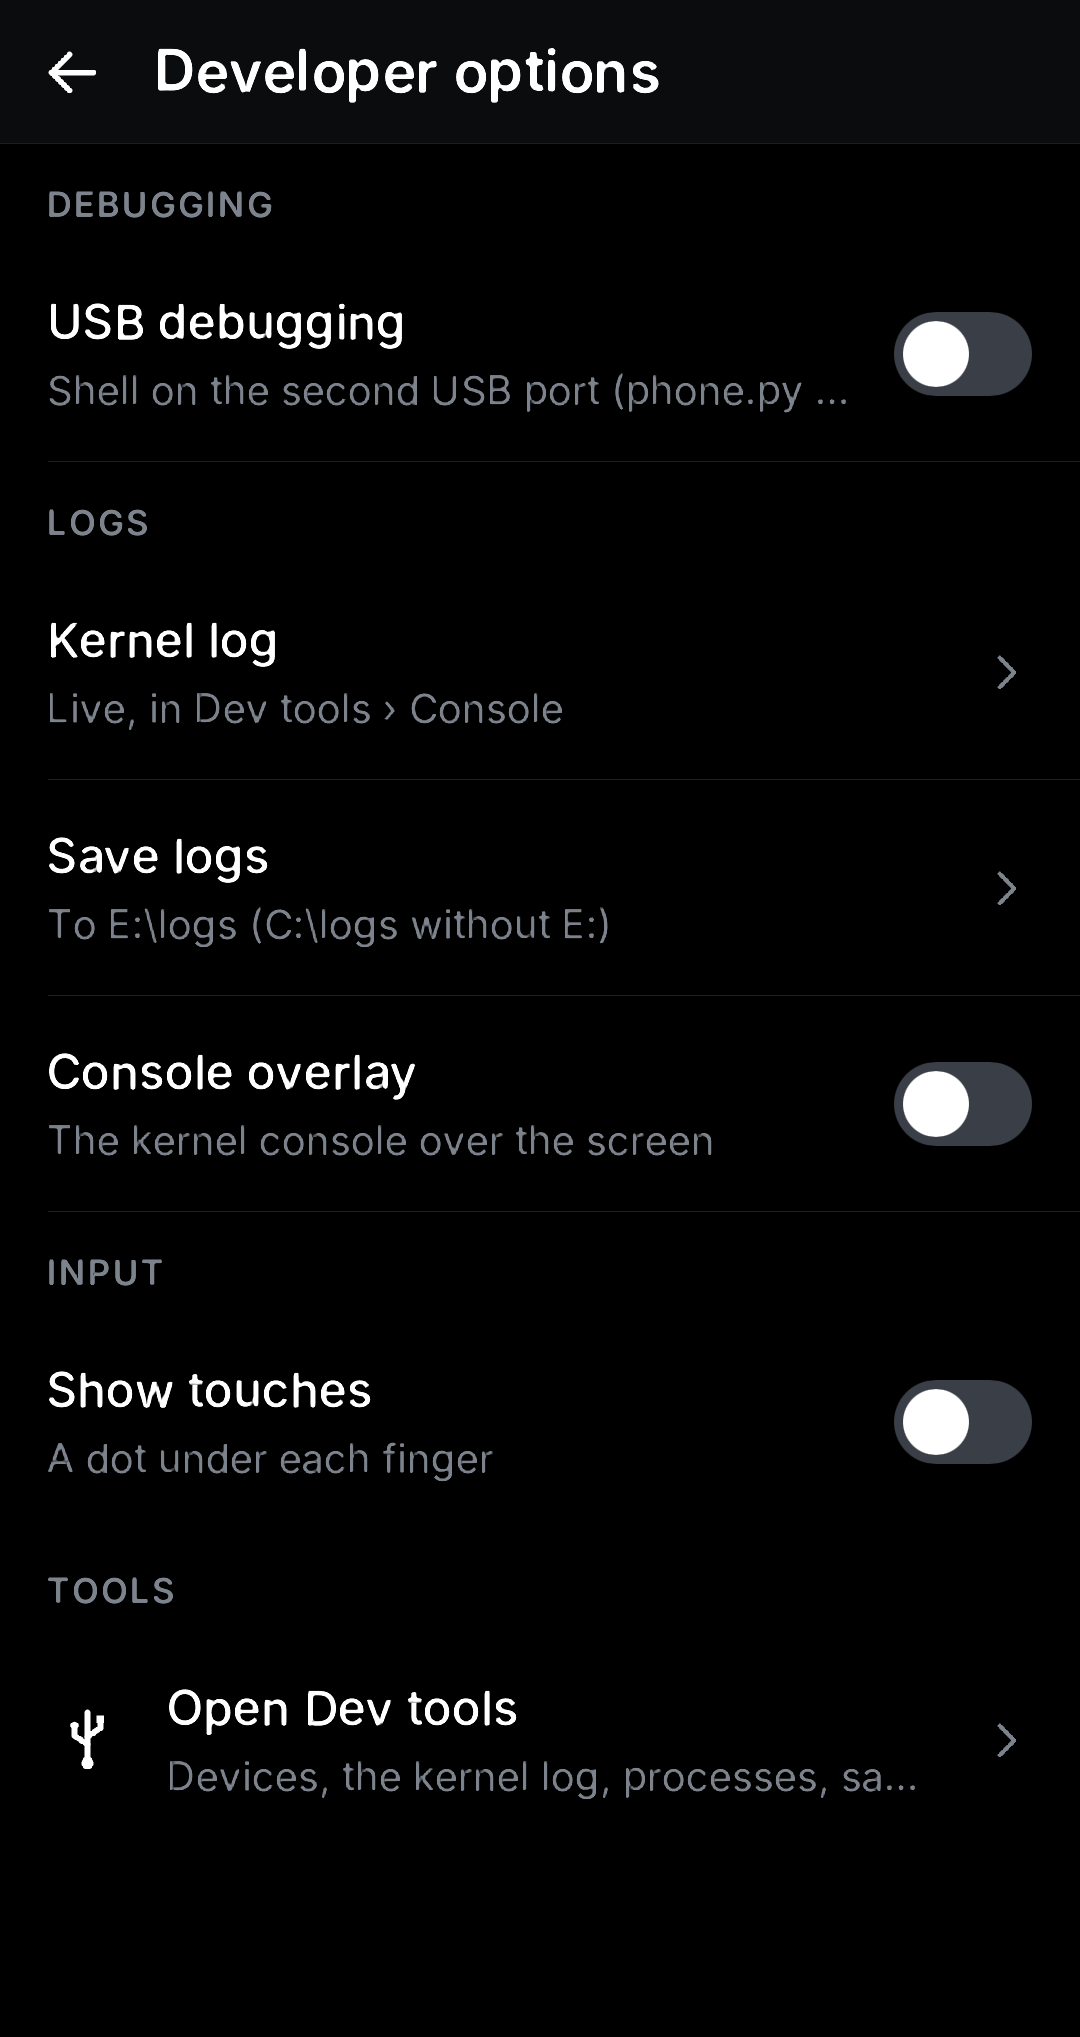 Developer options
DEBUGGING
USB debugging
Shell on the second USB port (phone.py ...
LOGS
Kernel log
Live, in Dev tools › Console
Save logs
To E:\logs (C:\logs without E:)
Console overlay
The kernel console over the screen
INPUT
Show touches
A dot under each finger
TOOLS
Open Dev tools
Devices, the kernel log, processes, sa...